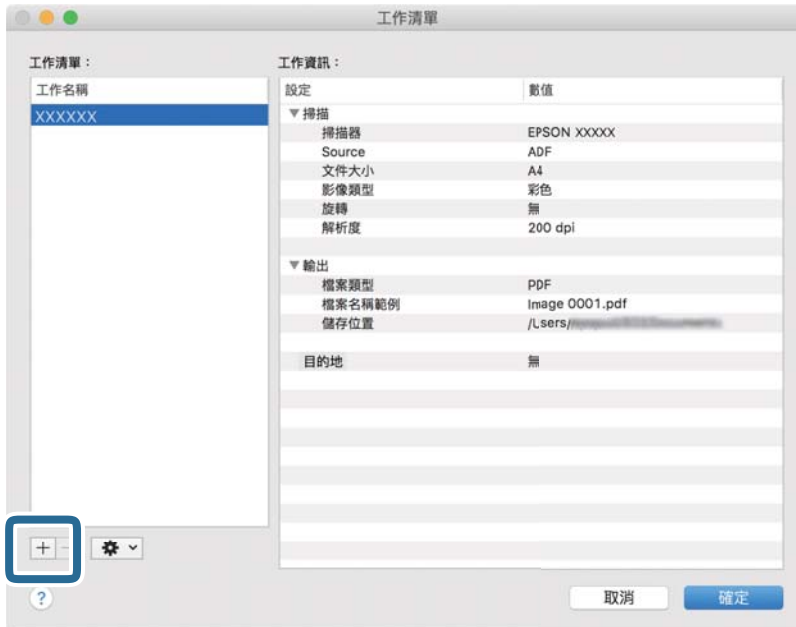 工作清單
工作清單：
工作名稱
XXXXXX
工作資訊：
設定 數值
▼掃描
掃描器 EPSON XXXXX
Source ADF
文件大小 A4
影像類型 彩色
旋轉 無
解析度 200 dpi
▼輸出
檔案類型 PDF
檔案名稱範例 Image 0001.pdf
儲存位置 /Users/
目的地 無
+ −
?
取消 確定